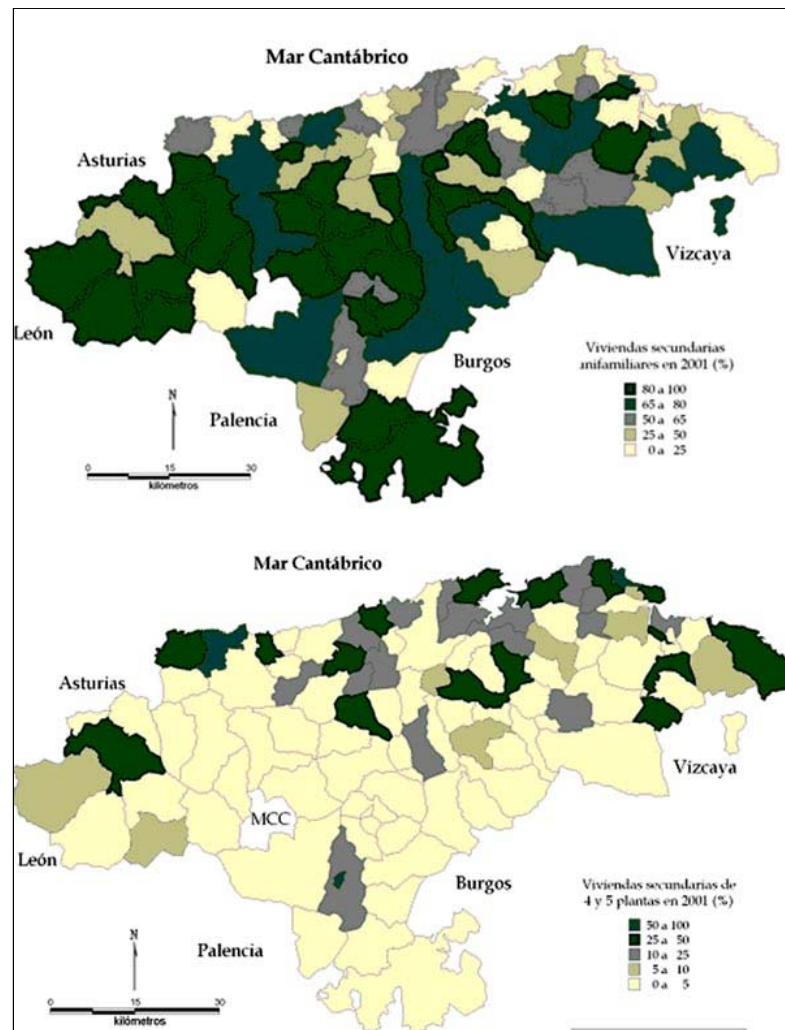 Mar Cantábrico
Asturias
Vizcaya
León
Burgos
Palencia
N
0 15 30
kilómetros
Viviendas secundarias
unifamiliares en 2001 (%)
80 a 100
65 a 80
50 a 65
25 a 50
0 a 25
Mar Cantábrico
Asturias
Vizcaya
MCC
León
Burgos
Palencia
N
0 15 30
kilómetros
Viviendas secundarias de
4 y 5 plantas en 2001 (%)
50 a 100
25 a 50
10 a 25
5 a 10
0 a 5